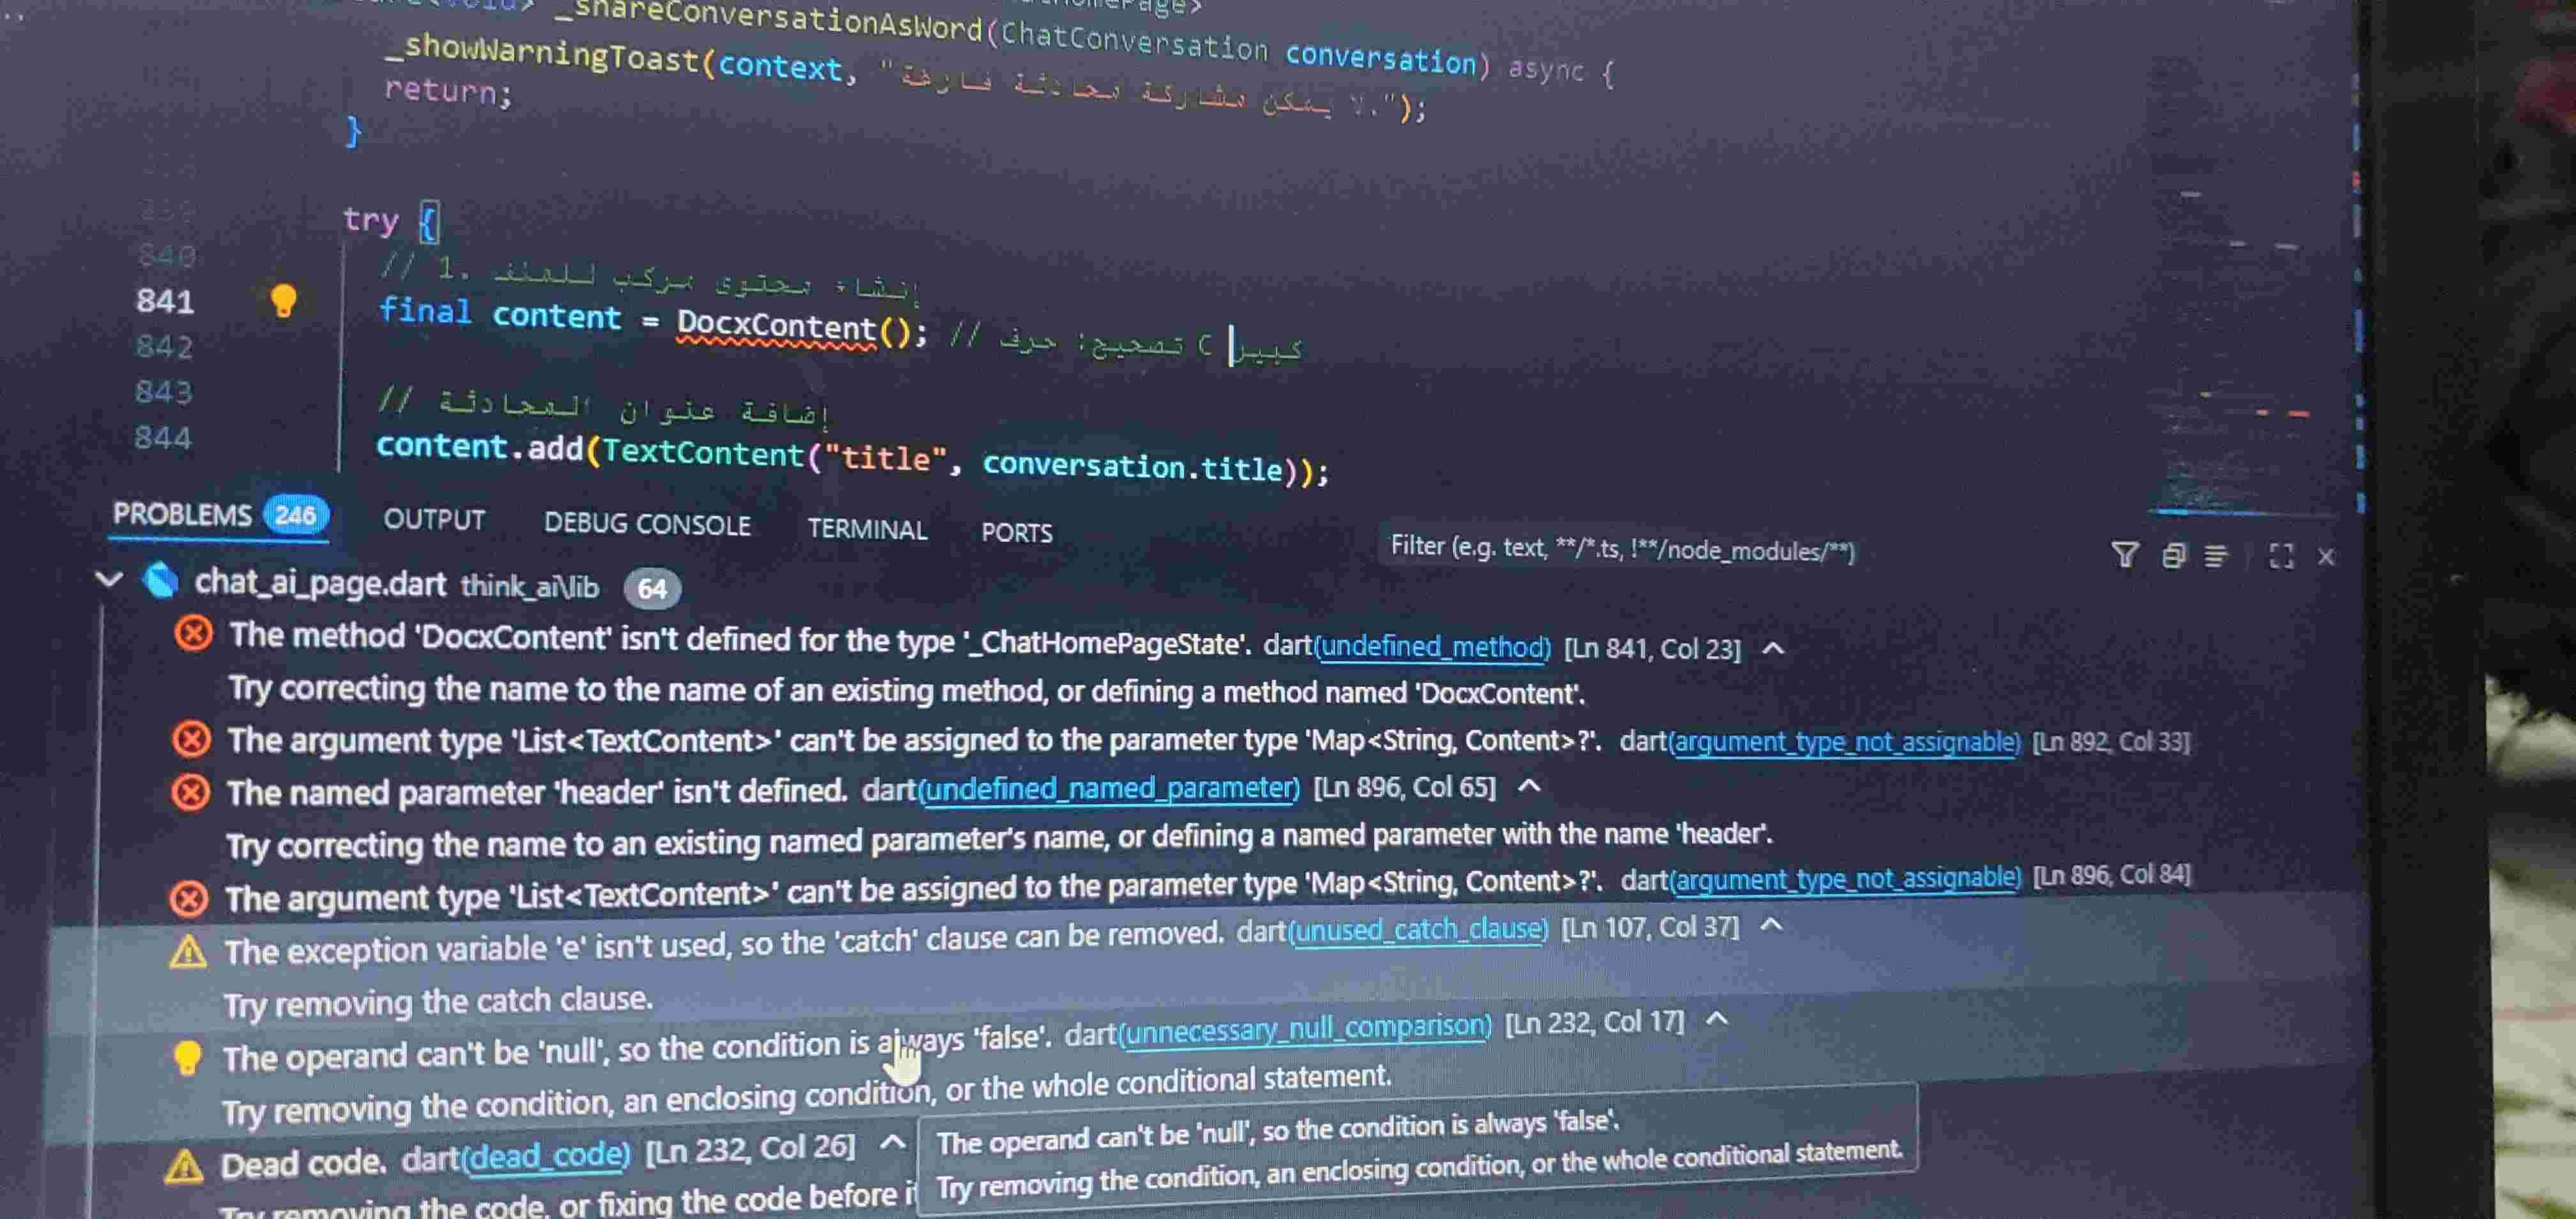 _shareConversationAsWord(ChatConversation conversation) async {
_showWarningToast(context, "لا يمكن مشاركة محادثة فارغة.");
return;
}
try {
840
// 1. إنشاء محتوى مركب للملف
841 final content = DocxContent(); // تصحيح: حرف C كبير
842
843 // إضافة عنوان المحادثة
844 content.add(TextContent("title", conversation.title));
PROBLEMS 246 OUTPUT DEBUG CONSOLE TERMINAL PORTS Filter (e.g. text, **/*.ts, !**/node_modules/**)
chat_ai_page.dart think_ai\lib 64
The method 'DocxContent' isn't defined for the type '_ChatHomePageState'. dart(undefined_method) [Ln 841, Col 23]
Try correcting the name to the name of an existing method, or defining a method named 'DocxContent'.
The argument type 'List<TextContent>' can't be assigned to the parameter type 'Map<String, Content>?'. dart(argument_type_not_assignable) [Ln 892, Col 33]
The named parameter 'header' isn't defined. dart(undefined_named_parameter) [Ln 896, Col 65]
Try correcting the name to an existing named parameter's name, or defining a named parameter with the name 'header'.
The argument type 'List<TextContent>' can't be assigned to the parameter type 'Map<String, Content>?'. dart(argument_type_not_assignable) [Ln 896, Col 84]
The exception variable 'e' isn't used, so the 'catch' clause can be removed. dart(unused_catch_clause) [Ln 107, Col 37]
Try removing the catch clause.
The operand can't be 'null', so the condition is always 'false'. dart(unnecessary_null_comparison) [Ln 232, Col 17]
Try removing the condition, an enclosing condition, or the whole conditional statement.
Dead code. dart(dead_code) [Ln 232, Col 26]
Try removing the code, or fixing the code before i
The operand can't be 'null', so the condition is always 'false'.
Try removing the condition, an enclosing condition, or the whole conditional statement.